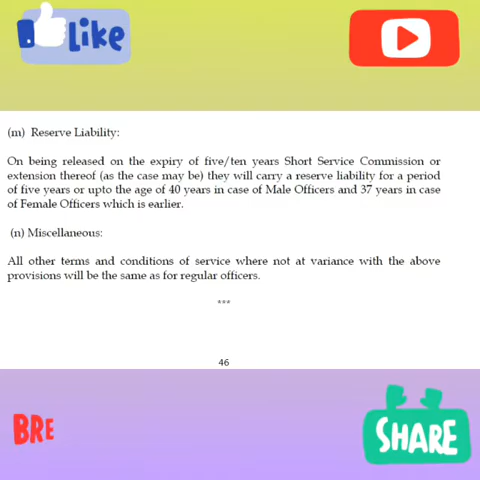 Like
(m) Reserve Liability:
On being released on the expiry of five/ten years Short Service Commission or
extension thereof (as the case may be) they will carry a reserve liability for a period
of five years or upto the age of 40 years in case of Male Officers and 37 years in case
of Female Officers which is earlier.
(n) Miscellaneous:
All other terms and conditions of service where not at variance with the above
provisions will be the same as for regular officers.
***
46
BRE
SHARE